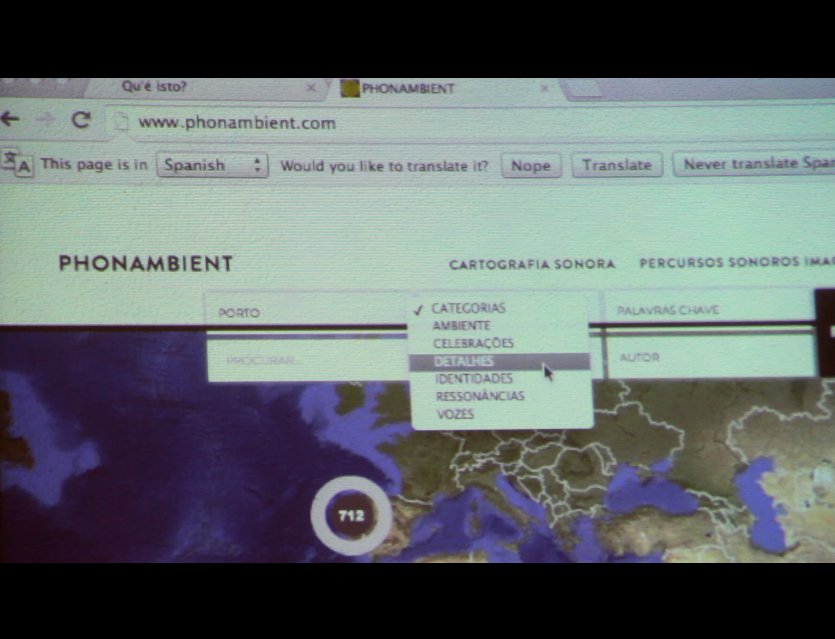 Qu'é isto?
PHONAMBIENT
www.phonambient.com
This page is in Spanish Would you like to translate it? Nope Translate Never translate Span
PHONAMBIENT
CARTOGRAFIA SONORA PERCURSOS SONOROS IMAG
PORTO
✓ CATEGORIAS
PALAVRAS CHAVE
AMBIENTE
CELEBRAÇÕES
PROCURAR...
DETALHES
AUTOR
IDENTIDADES
RESSONÂNCIAS
VOZES
712